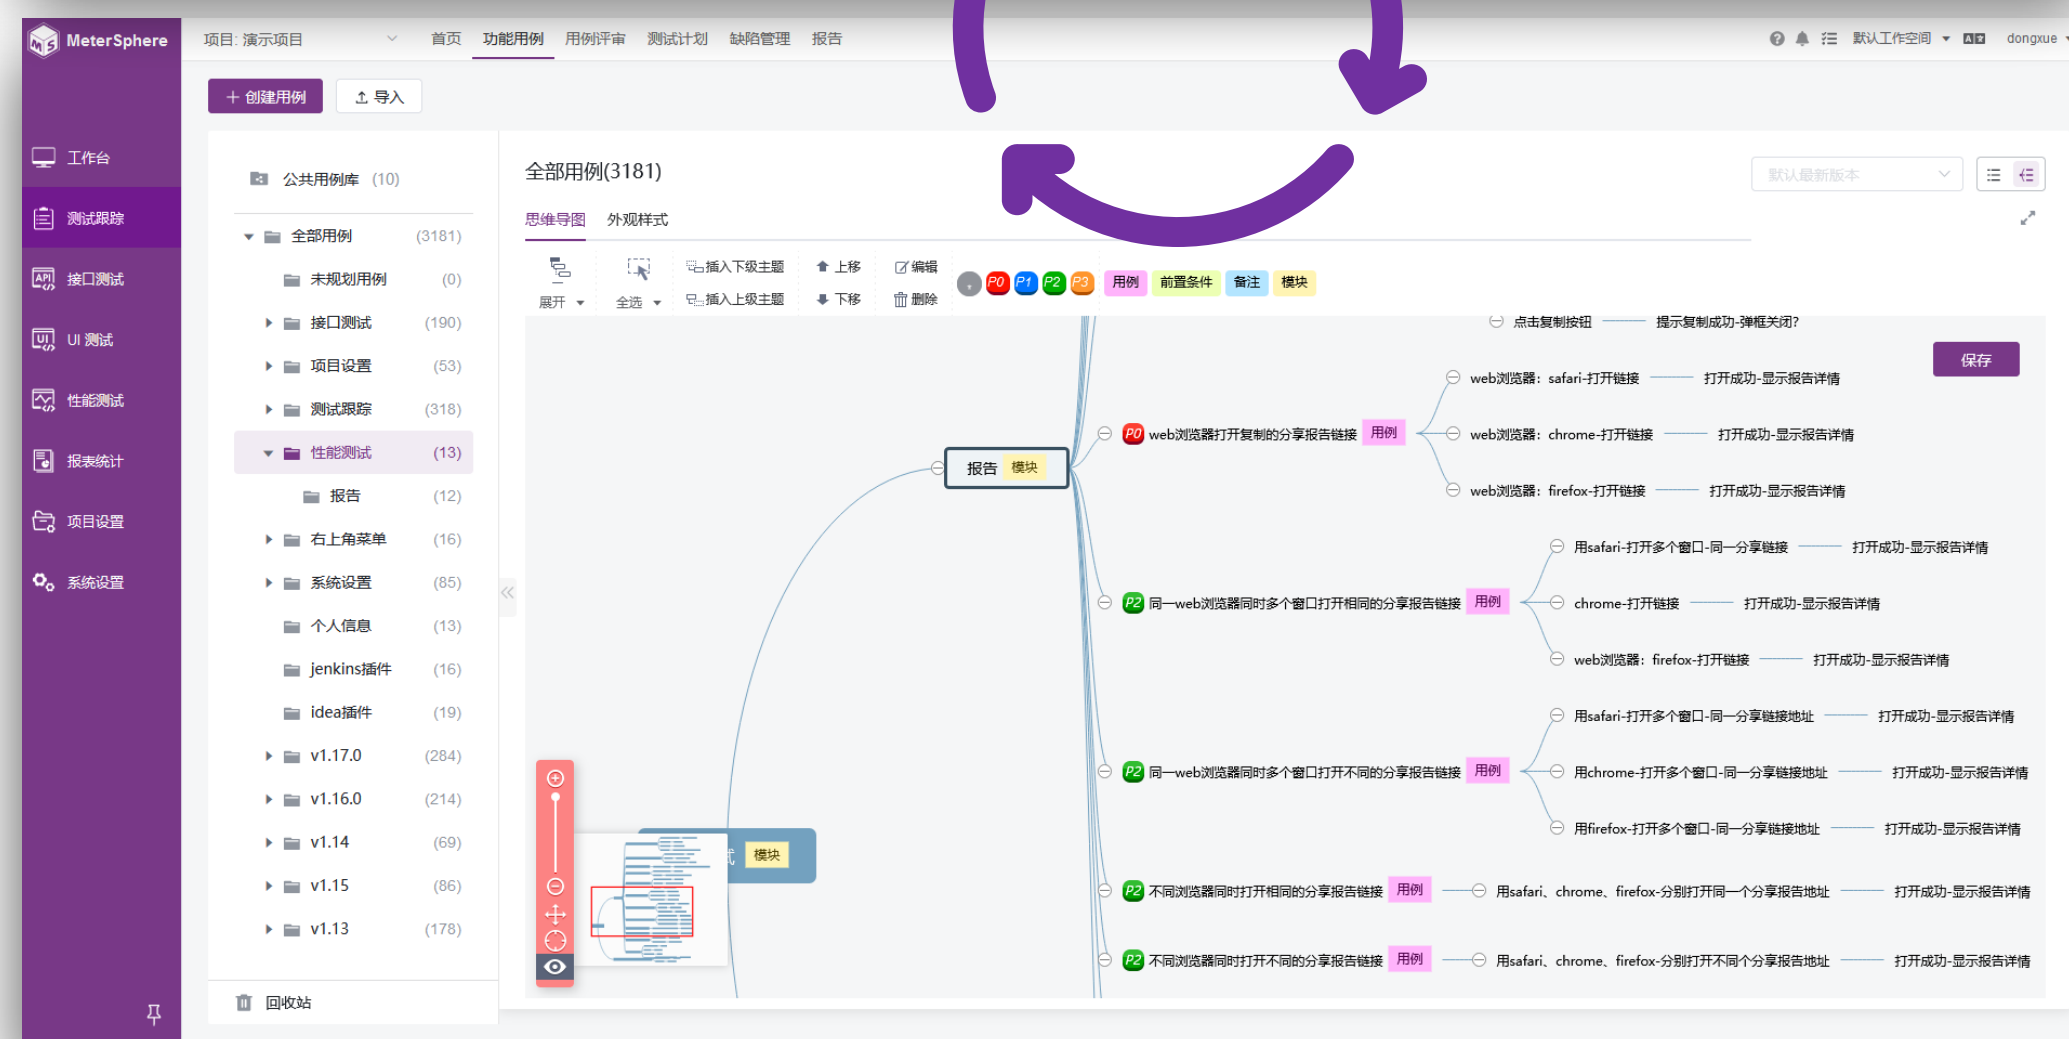 MeterSphere
项目: 演示项目
首页 功能用例 用例评审 测试计划 缺陷管理 报告
默认工作空间
dongxue
创建用例
导入
工作台
测试跟踪
接口测试
UI 测试
性能测试
报表统计
项目设置
系统设置
公共用例库 (10)
全部用例 (3181)
未规划用例 (0)
接口测试 (190)
项目设置 (53)
测试跟踪 (318)
性能测试 (13)
报告 (12)
右上角菜单 (16)
系统设置 (85)
个人信息 (13)
jenkins插件 (16)
idea插件 (19)
v1.17.0 (284)
v1.16.0 (214)
v1.14 (69)
v1.15 (86)
v1.13 (178)
回收站
全部用例(3181)
默认最新版本
思维导图 外观样式
展开
全选
插入下级主题
插入上级主题
上移
下移
编辑
删除
P0 P1 P2 P3
用例 前置条件 备注 模块
保存
点击复制按钮 提示复制成功-弹框关闭?
报告 模块
P0 web浏览器打开复制的分享报告链接 用例
web浏览器：safari-打开链接 打开成功-显示报告详情
web浏览器：chrome-打开链接 打开成功-显示报告详情
web浏览器：firefox-打开链接 打开成功-显示报告详情
P2 同一web浏览器同时多个窗口打开相同的分享报告链接 用例
用safari-打开多个窗口-同一分享链接 打开成功-显示报告详情
chrome-打开链接 打开成功-显示报告详情
web浏览器：firefox-打开链接 打开成功-显示报告详情
P2 同一web浏览器同时多个窗口打开不同的分享报告链接 用例
用safari-打开多个窗口-同一分享链接地址 打开成功-显示报告详情
用chrome-打开多个窗口-同一分享链接地址 打开成功-显示报告详情
用firefox-打开多个窗口-同一分享链接地址 打开成功-显示报告详情
P2 不同浏览器同时打开相同的分享报告链接 用例 用safari、chrome、firefox-分别打开同一个分享报告地址 打开成功-显示报告详情
P2 不同浏览器同时打开不同的分享报告链接 用例 用safari、chrome、firefox-分别打开不同个分享报告地址 打开成功-显示报告详情
模块